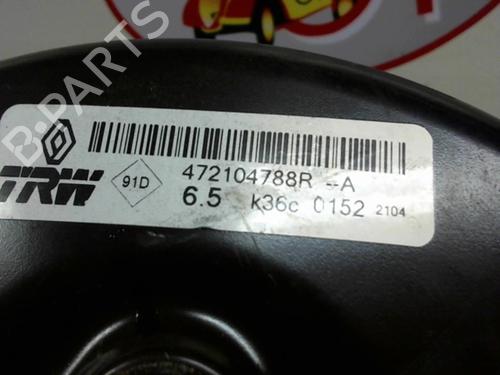 B-PARTS
TRW
91D
472104788R --A
6.5 k36c 0152 2104